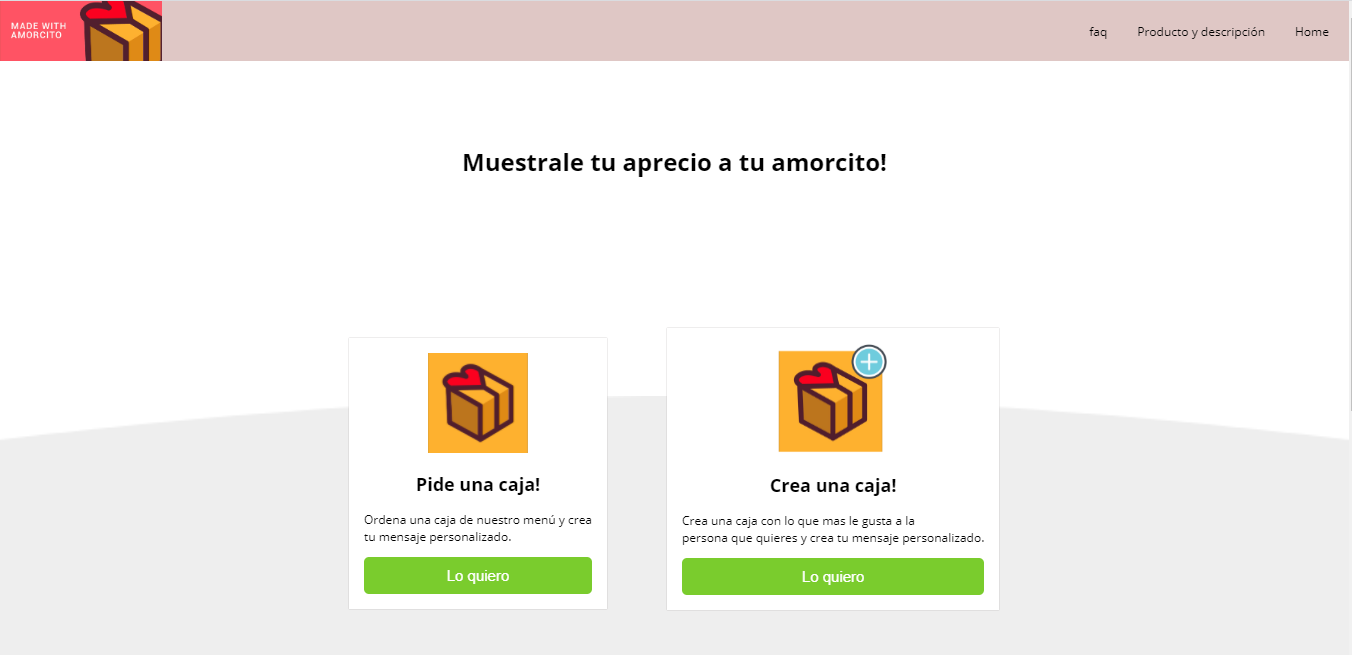 MADE WITH
AMORCITO
faq
Producto y descripción
Home
Muestrale tu aprecio a tu amorcito!
Pide una caja!
Ordena una caja de nuestro menú y crea
tu mensaje personalizado.
Lo quiero
Crea una caja!
Crea una caja con lo que mas le gusta a la
persona que quieres y crea tu mensaje personalizado.
Lo quiero